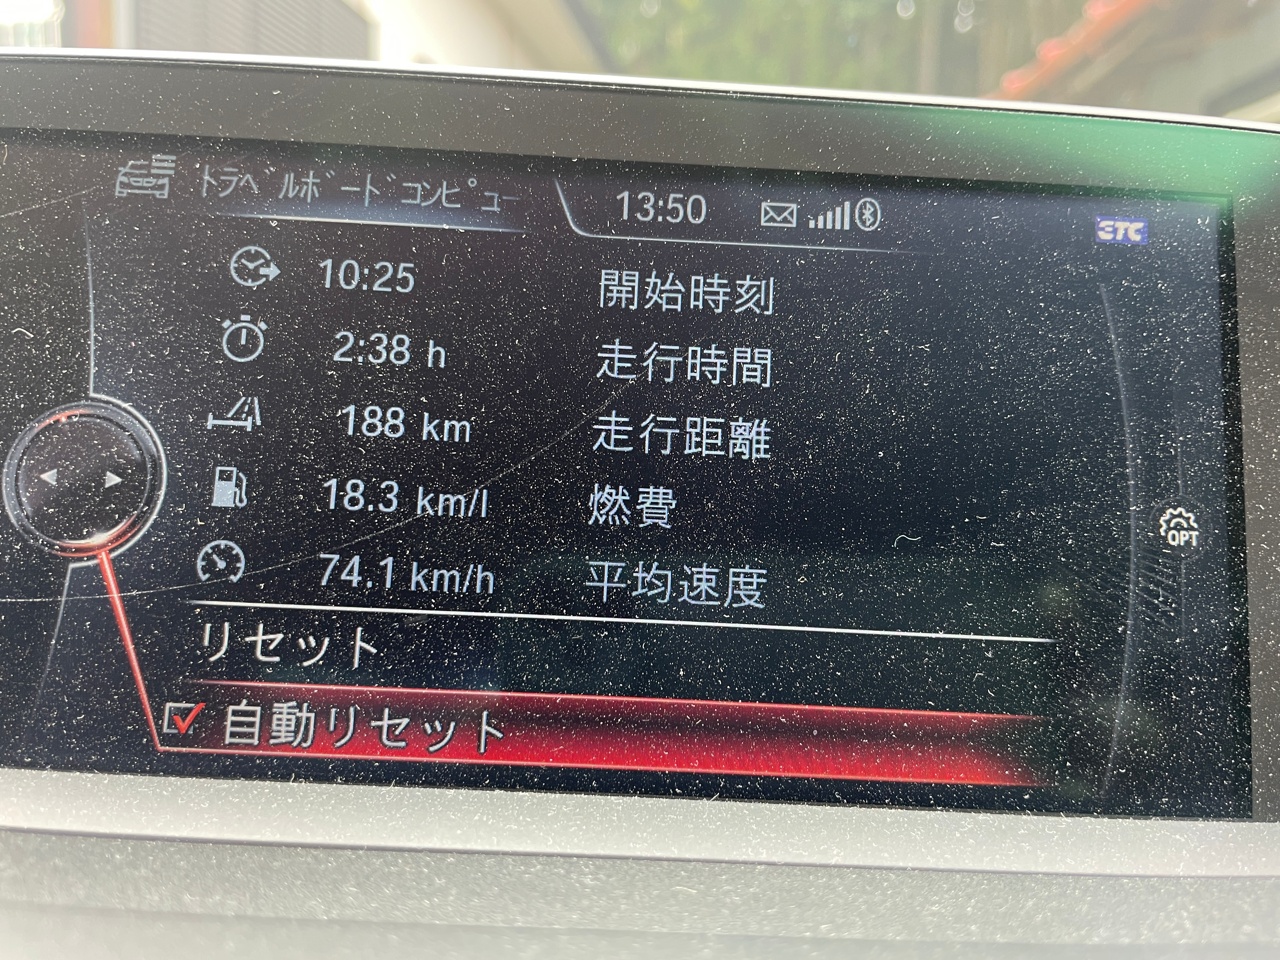 トラベルボードコンピュー
13:50
ETC
10:25 開始時刻
2:38 h 走行時間
188 km 走行距離
18.3 km/l 燃費
OPT
74.1 km/h 平均速度
リセット
自動リセット